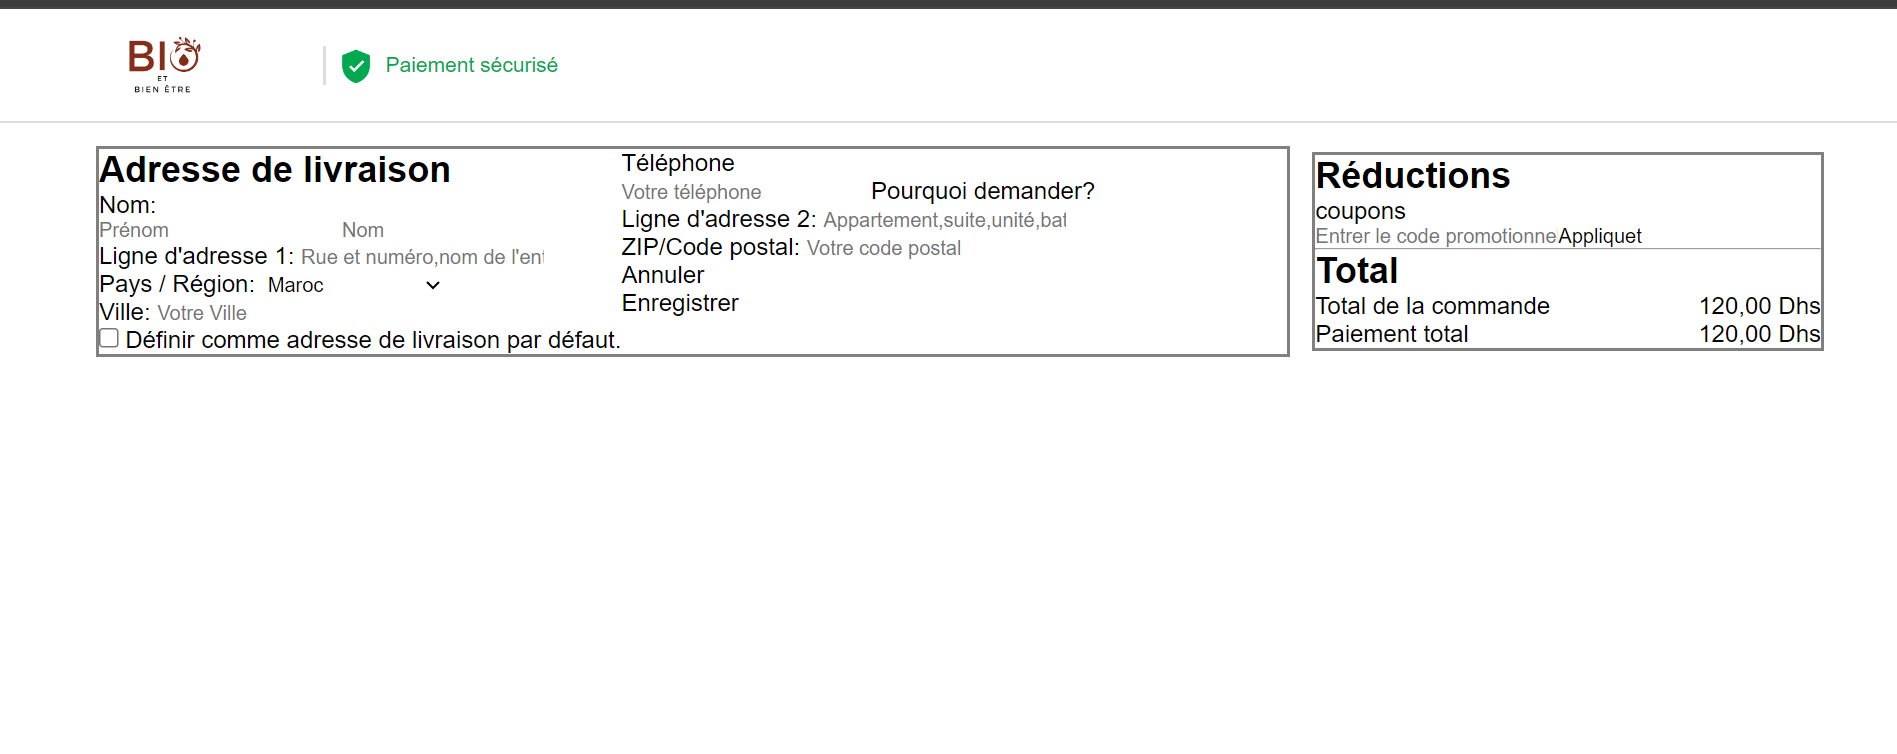 BIO
ET
BIEN ÊTRE
Paiement sécurisé
Adresse de livraison
Nom:
Prénom Nom
Ligne d'adresse 1: Rue et numéro,nom de l'ent
Pays / Région: Maroc
Ville: Votre Ville
Définir comme adresse de livraison par défaut.
Téléphone
Votre téléphone Pourquoi demander?
Ligne d'adresse 2: Appartement,suite,unité,bat
ZIP/Code postal: Votre code postal
Annuler
Enregistrer
Réductions
coupons
Entrer le code promotionne Appliquet
Total
Total de la commande 120,00 Dhs
Paiement total 120,00 Dhs